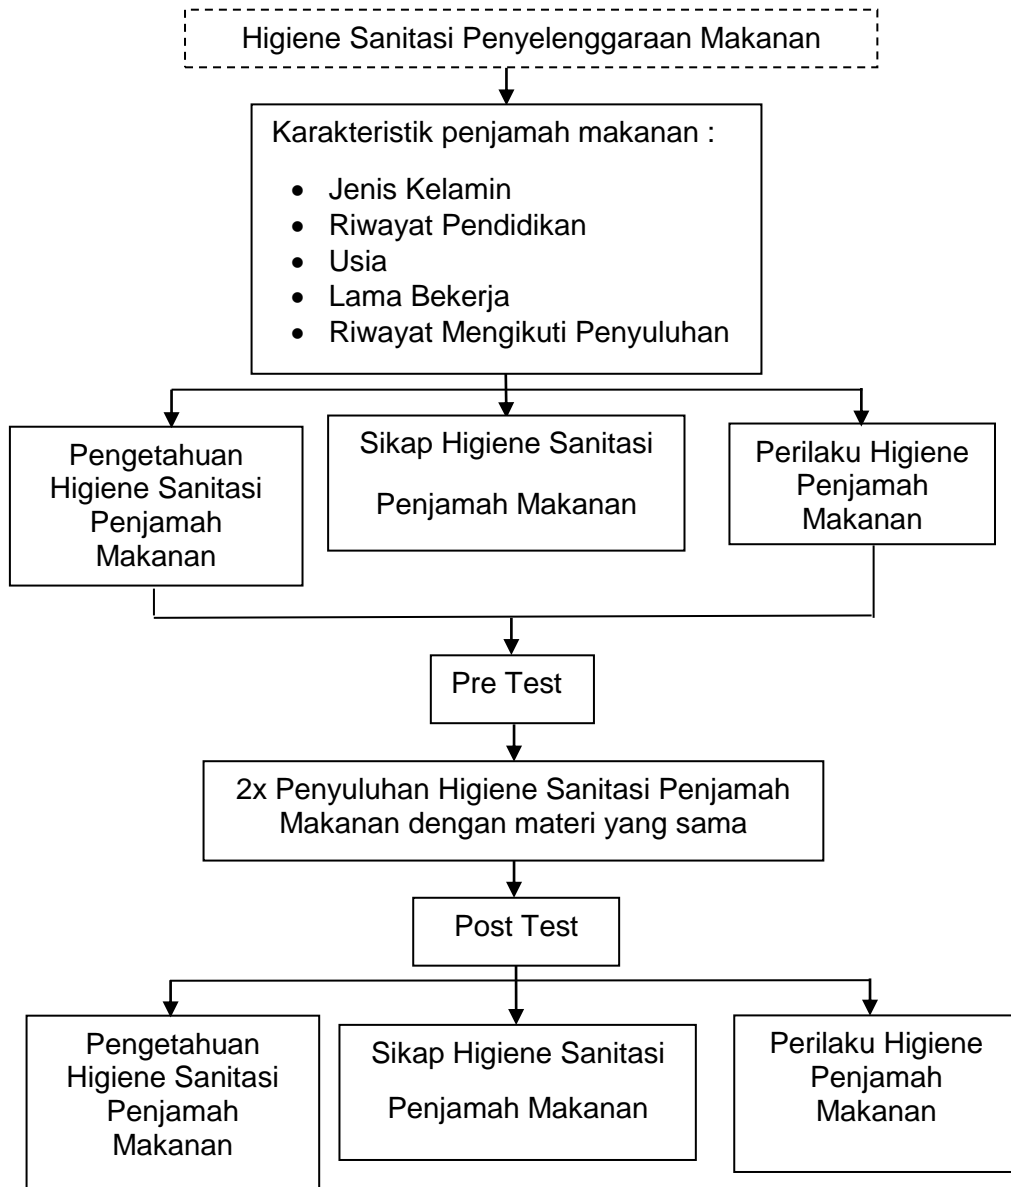 Higiene Sanitasi Penyelenggaraan Makanan
Karakteristik penjamah makanan :
• Jenis Kelamin
• Riwayat Pendidikan
• Usia
• Lama Bekerja
• Riwayat Mengikuti Penyuluhan
Pengetahuan
Higiene Sanitasi
Penjamah
Makanan
Sikap Higiene Sanitasi
Penjamah Makanan
Perilaku Higiene
Penjamah
Makanan
Pre Test
2x Penyuluhan Higiene Sanitasi Penjamah
Makanan dengan materi yang sama
Post Test
Pengetahuan
Higiene Sanitasi
Penjamah
Makanan
Sikap Higiene Sanitasi
Penjamah Makanan
Perilaku Higiene
Penjamah
Makanan